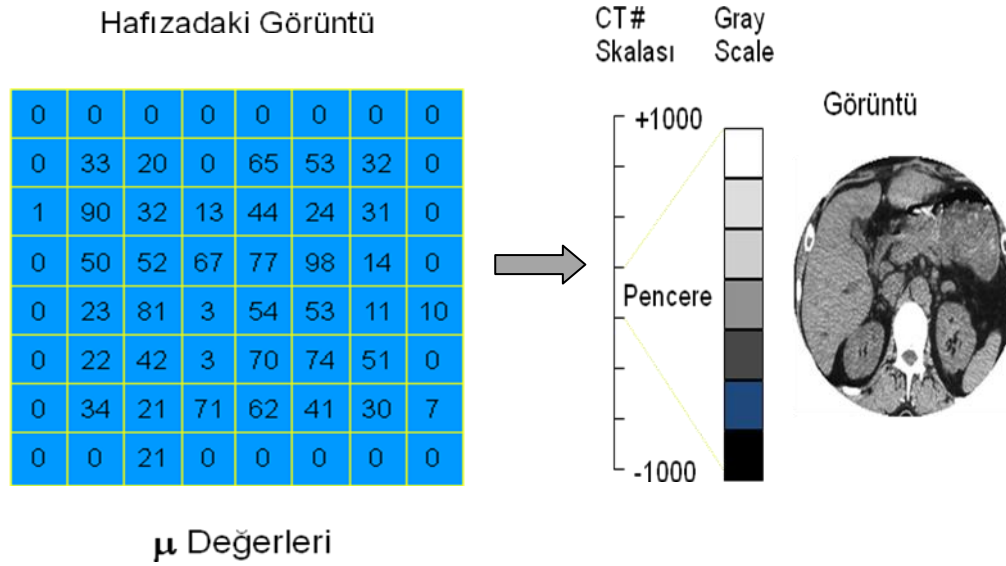 Hafızadaki Görüntü
0 0 0 0 0 0 0 0
0 33 20 0 65 53 32 0
1 90 32 13 44 24 31 0
0 50 52 67 77 98 14 0
0 23 81 3 54 53 11 10
0 22 42 3 70 74 51 0
0 34 21 71 62 41 30 7
0 0 21 0 0 0 0 0
μ Değerleri
CT#
Skalası
Gray
Scale
+1000
Pencere
-1000
Görüntü